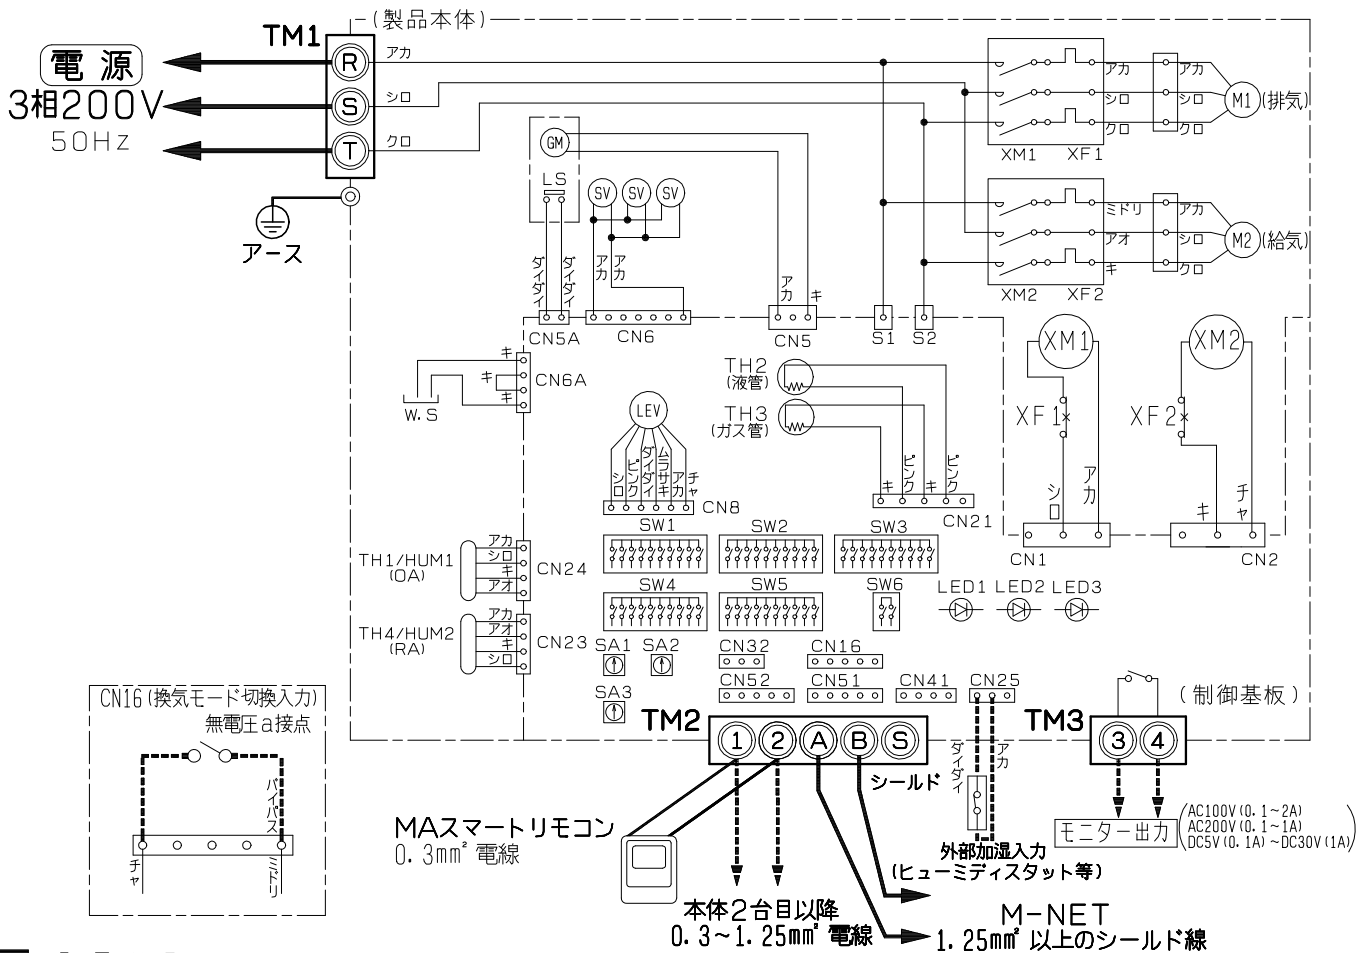 (製品本体)
TM1
電源
3相200V
50Hz
R
S
T
アカ
シロ
クロ
アース
GM
LS
SV SV SV
ダイダイ
ダイダイ
アカ
アカ
アカ
キ
CN5A
CN6
CN5
S1
S2
アカ
シロ
クロ
アカ
シロ
クロ
M1
(排気)
XM1
XF1
ミドリ
アオ
キ
アカ
シロ
クロ
M2
(給気)
XM2
XF2
キ
キ
キ
CN6A
W.S
TH2
(液管)
TH3
(ガス管)
LEV
シロ
ピンク
ダイダイ
ムラサキ
アカ
チャ
CN8
キ
ピンク
キ
ピンク
CN21
XM1
XF1
シロ
アカ
CN1
XM2
XF2
キ
チャ
CN2
SW1
SW2
SW3
SW4
SW5
SW6
LED1
LED2
LED3
TH1/HUM1
(OA)
アカ
シロ
キ
アオ
CN24
TH4/HUM2
(RA)
アカ
アオ
キ
シロ
CN23
SA1
SA2
SA3
CN32
CN16
CN52
CN51
CN41
CN25
(制御基板)
TM2
1
2
A
B
S
シールド
TM3
3
4
ダイダイ
アカ
CN16(換気モード切換入力)
無電圧a接点
バイパス
チャ
ミドリ
MAスマートリモコン
0.3mm² 電線
本体2台目以降
0.3~1.25mm² 電線
外部加湿入力
(ヒューミディスタット等)
M-NET
1.25mm² 以上のシールド線
モニター出力
AC100V(0.1~2A)
AC200V(0.1~1A)
DC5V(0.1A)~DC30V(1A)